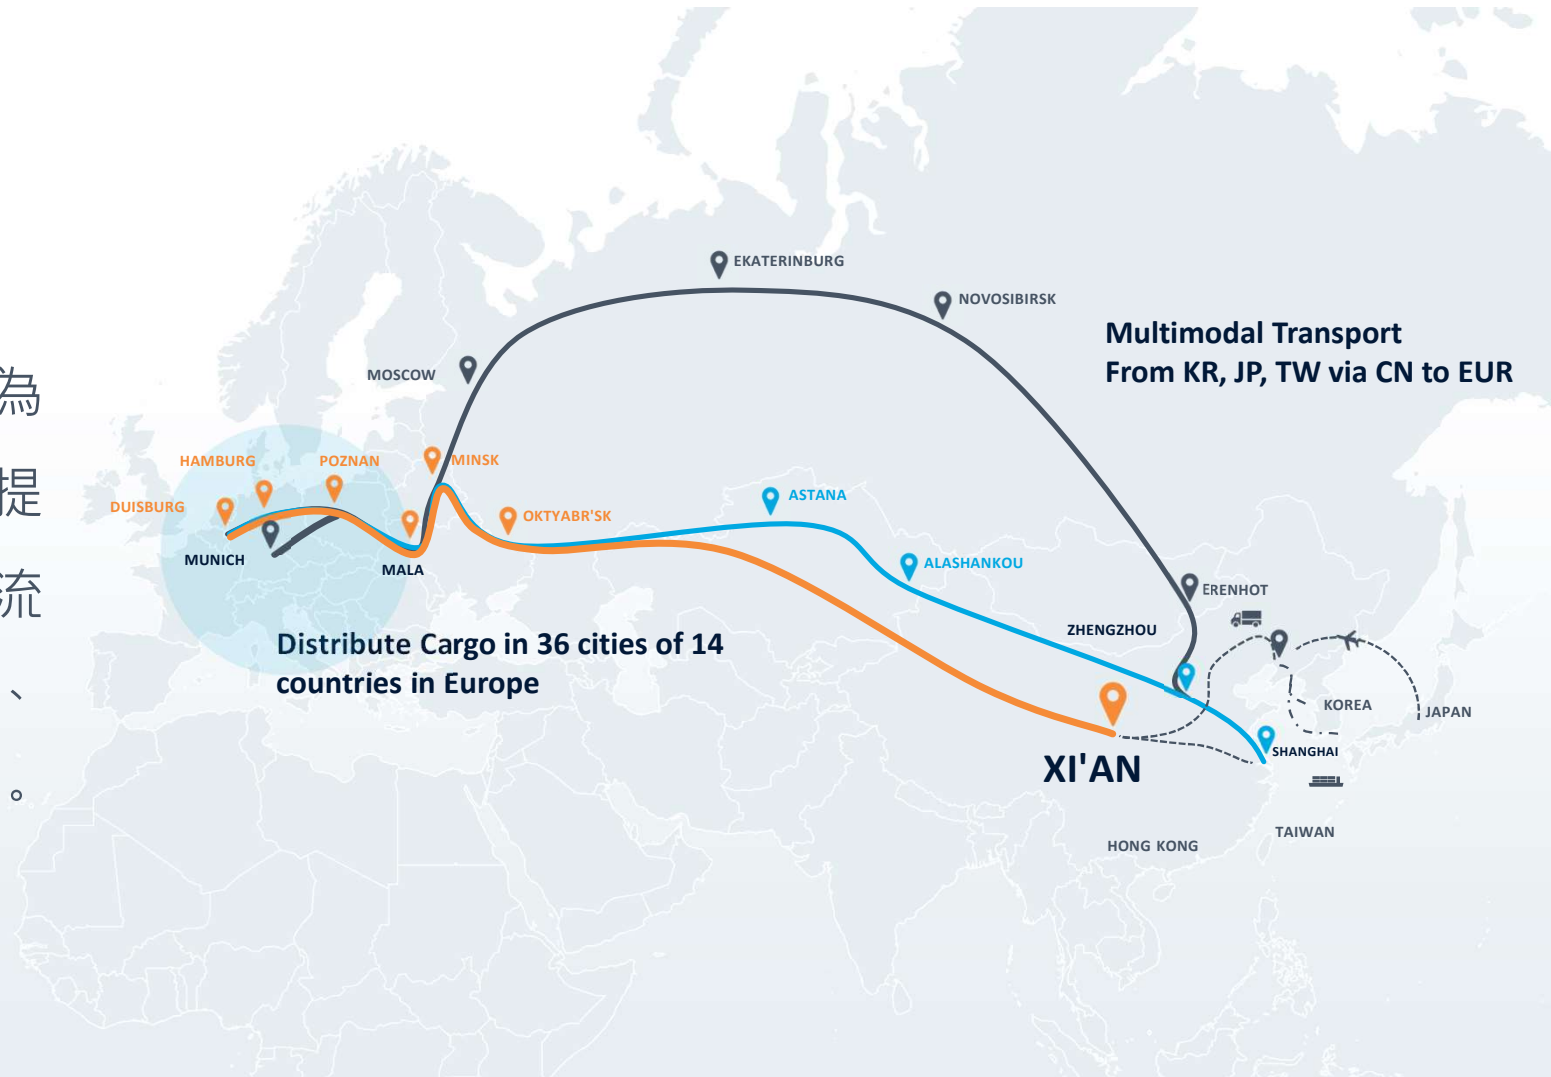 為
提
流
、
。
EKATERINBURG
NOVOSIBIRSK
Multimodal Transport
From KR, JP, TW via CN to EUR
MOSCOW
HAMBURG
POZNAN
MINSK
DUISBURG
OKTYABR'SK
ASTANA
MUNICH
MALA
ALASHANKOU
ERENHOT
ZHENGZHOU
Distribute Cargo in 36 cities of 14
countries in Europe
KOREA
JAPAN
SHANGHAI
XI'AN
TAIWAN
HONG KONG